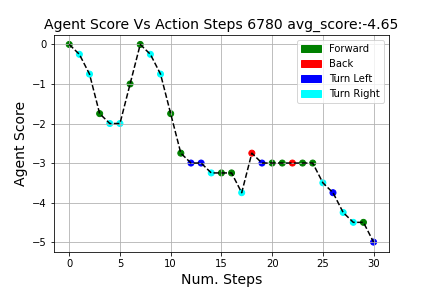 Agent Score Vs Action Steps 6780 avg_score:-4.65
Agent Score
0
−1
−2
−3
−4
−5
Forward
Back
Turn Left
Turn Right
0 5 10 15 20 25 30
Num. Steps